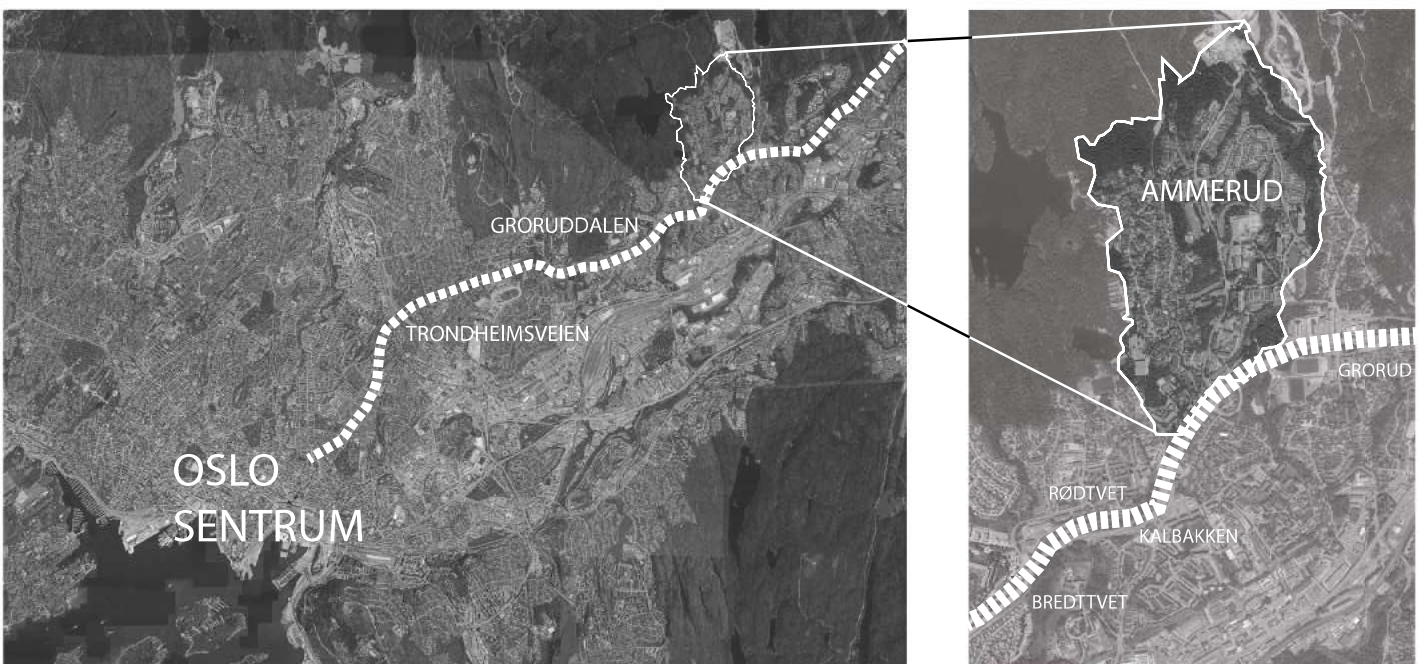 GRORUDDALEN
TRONDHEIMSVEIEN
OSLO
SENTRUM
AMMERUD
GRORUD
RØDTVET
KALBAKKEN
BREDTTVET